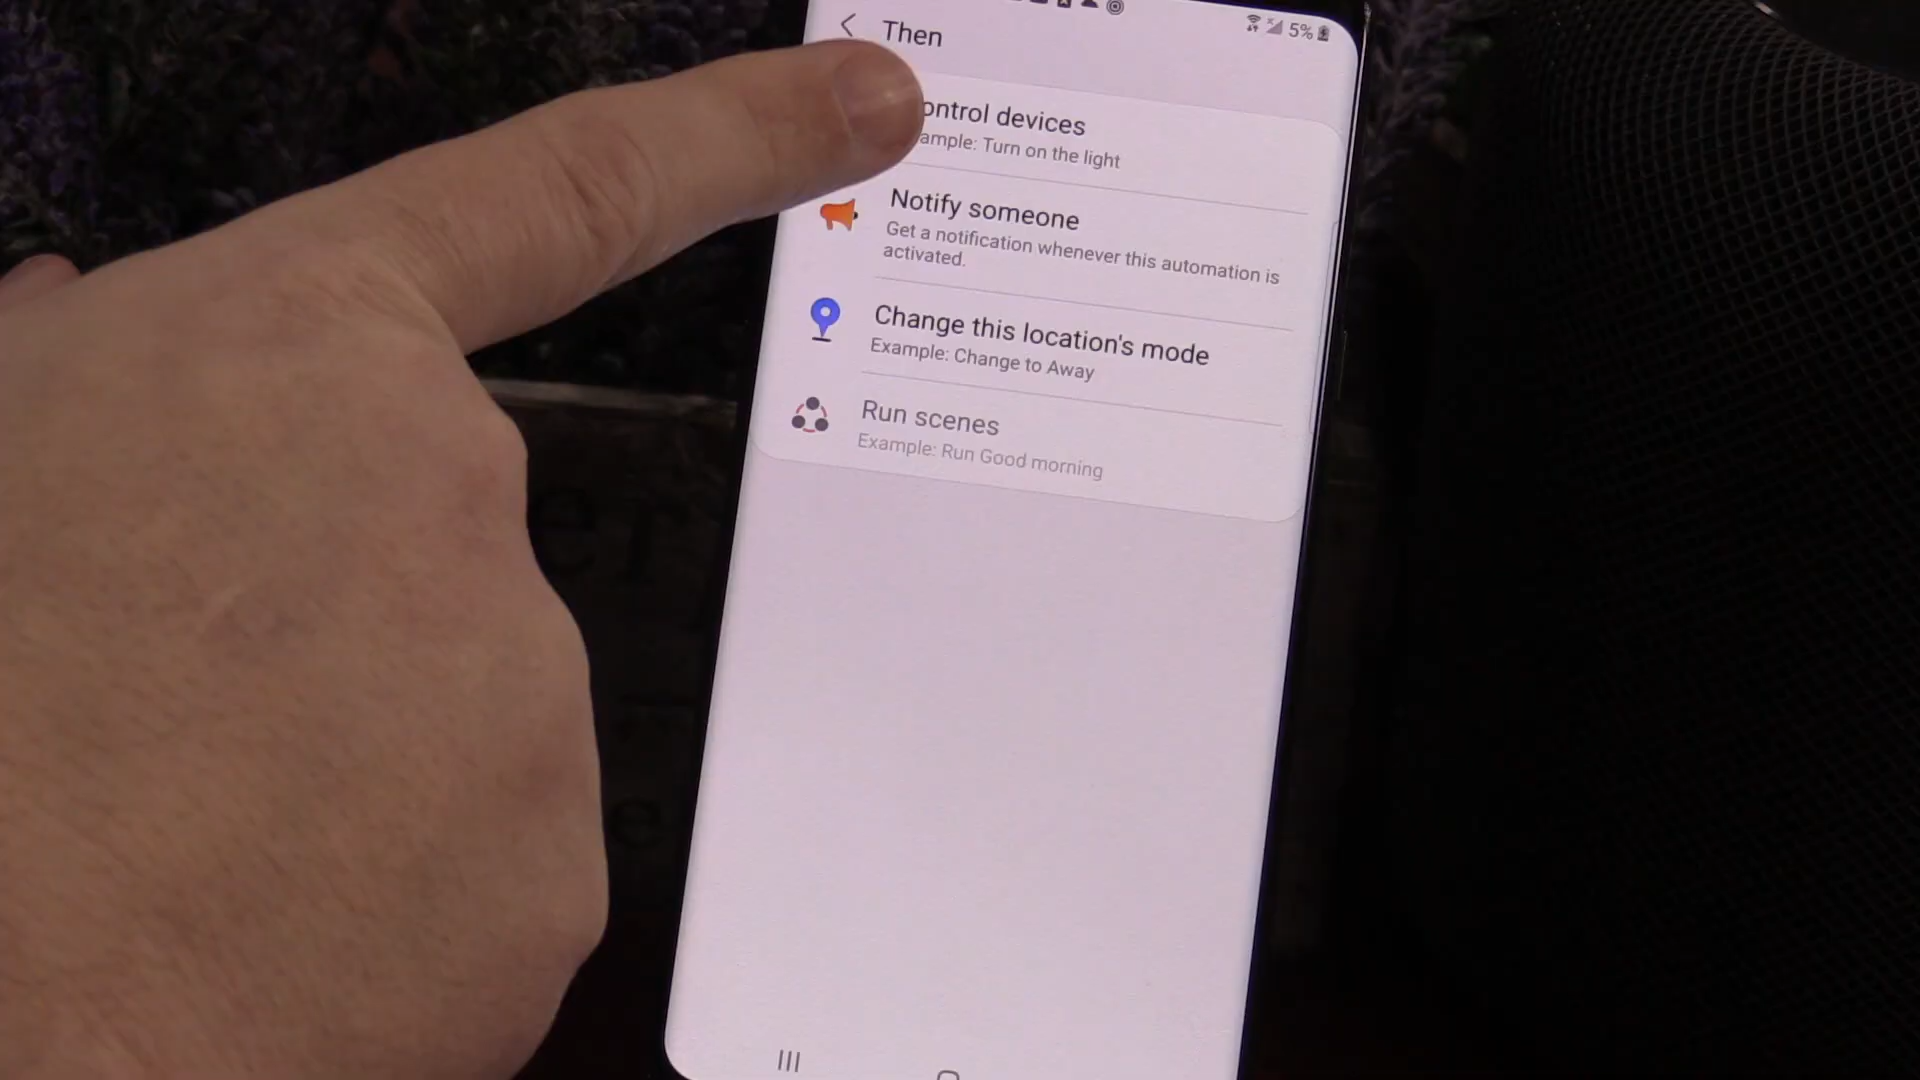 5%
Then
ontrol devices
ample: Turn on the light
Notify someone
Get a notification whenever this automation is
activated.
Change this location's mode
Example: Change to Away
Run scenes
Example: Run Good morning